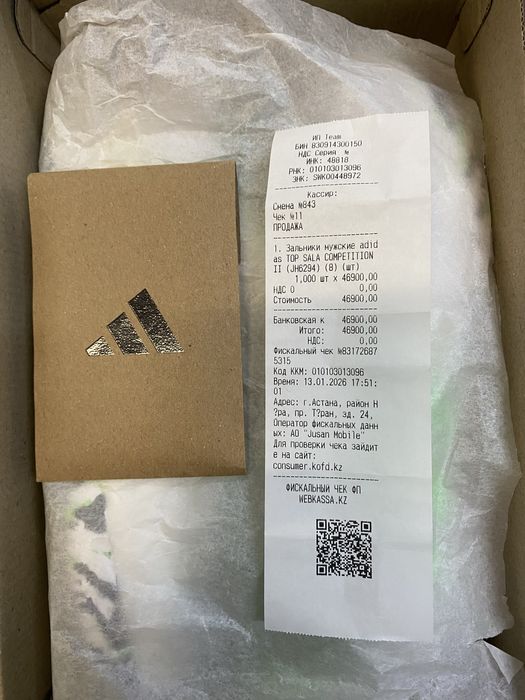 ИП Team
БИН 830914300150
НДС Серия №
ИНК: 48818
РНК: 010103013096
ЗНК: SWK00448972
Кассир:
Смена №843
Чек №11
ПРОДАЖА
1. Зальники мужские adid
as TOP SALA COMPETITION
II (JH6294) (8) (шт)
1,000 шт x 46900,00
НДС 0 0,00
Стоимость 46900,00
Банковская к 46900,00
Итого: 46900,00
НДС: 0,00
Фискальный чек №83172687
5315
Код ККМ: 010103013096
Время: 13.01.2026 17:51:
01
Адрес: г.Астана, район Н
?ра, пр. Т?ран, зд. 24,
Оператор фискальных данн
ых: АО "Jusan Mobile"
Для проверки чека зайдит
е на сайт:
consumer.kofd.kz
ФИСКАЛЬНЫЙ ЧЕК ФП
WEBKASSA.KZ